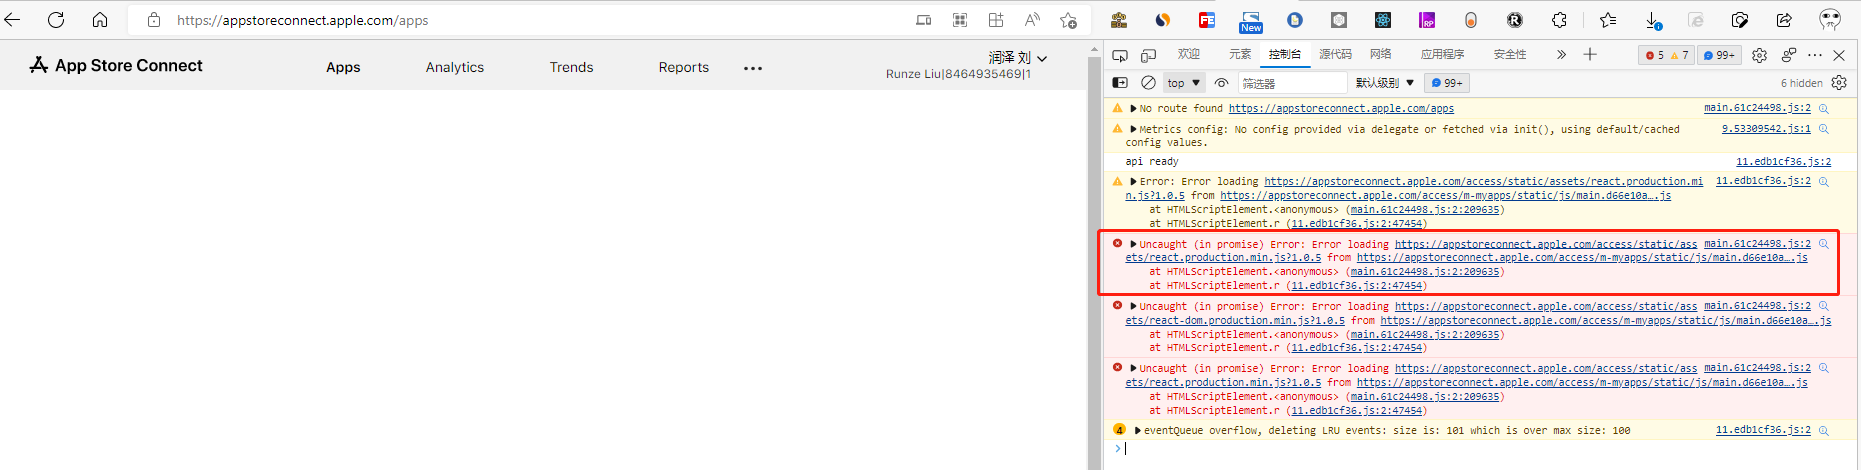 https://appstoreconnect.apple.com/apps
New
App Store Connect
Apps
Analytics
Trends
Reports
润泽 刘
Runze Liu|8464935469|1
欢迎
元素
控制台
源代码
网络
应用程序
安全性
5
7
99+
top
筛选器
默认级别
99+
6 hidden
No route found https://appstoreconnect.apple.com/apps
main.61c24498.js:2
Metrics config: No config provided via delegate or fetched via init(), using default/cached
9.53309542.js:1
config values.
api ready
11.edb1cf36.js:2
Error: Error loading https://appstoreconnect.apple.com/access/static/assets/react.production.mi
11.edb1cf36.js:2
n.js?1.0.5 from https://appstoreconnect.apple.com/access/m-myapps/static/js/main.d66e10a….js
at HTMLScriptElement.<anonymous> (main.61c24498.js:2:209635)
at HTMLScriptElement.r (11.edb1cf36.js:2:47454)
Uncaught (in promise) Error: Error loading https://appstoreconnect.apple.com/access/static/ass
main.61c24498.js:2
ets/react.production.min.js?1.0.5 from https://appstoreconnect.apple.com/access/m-myapps/static/js/main.d66e10a….js
at HTMLScriptElement.<anonymous> (main.61c24498.js:2:209635)
at HTMLScriptElement.r (11.edb1cf36.js:2:47454)
Uncaught (in promise) Error: Error loading https://appstoreconnect.apple.com/access/static/ass
main.61c24498.js:2
ets/react-dom.production.min.js?1.0.5 from https://appstoreconnect.apple.com/access/m-myapps/static/js/main.d66e10a….js
at HTMLScriptElement.<anonymous> (main.61c24498.js:2:209635)
at HTMLScriptElement.r (11.edb1cf36.js:2:47454)
Uncaught (in promise) Error: Error loading https://appstoreconnect.apple.com/access/static/ass
main.61c24498.js:2
ets/react.production.min.js?1.0.5 from https://appstoreconnect.apple.com/access/m-myapps/static/js/main.d66e10a….js
at HTMLScriptElement.<anonymous> (main.61c24498.js:2:209635)
at HTMLScriptElement.r (11.edb1cf36.js:2:47454)
4
eventQueue overflow, deleting LRU events: size is: 101 which is over max size: 100
11.edb1cf36.js:2